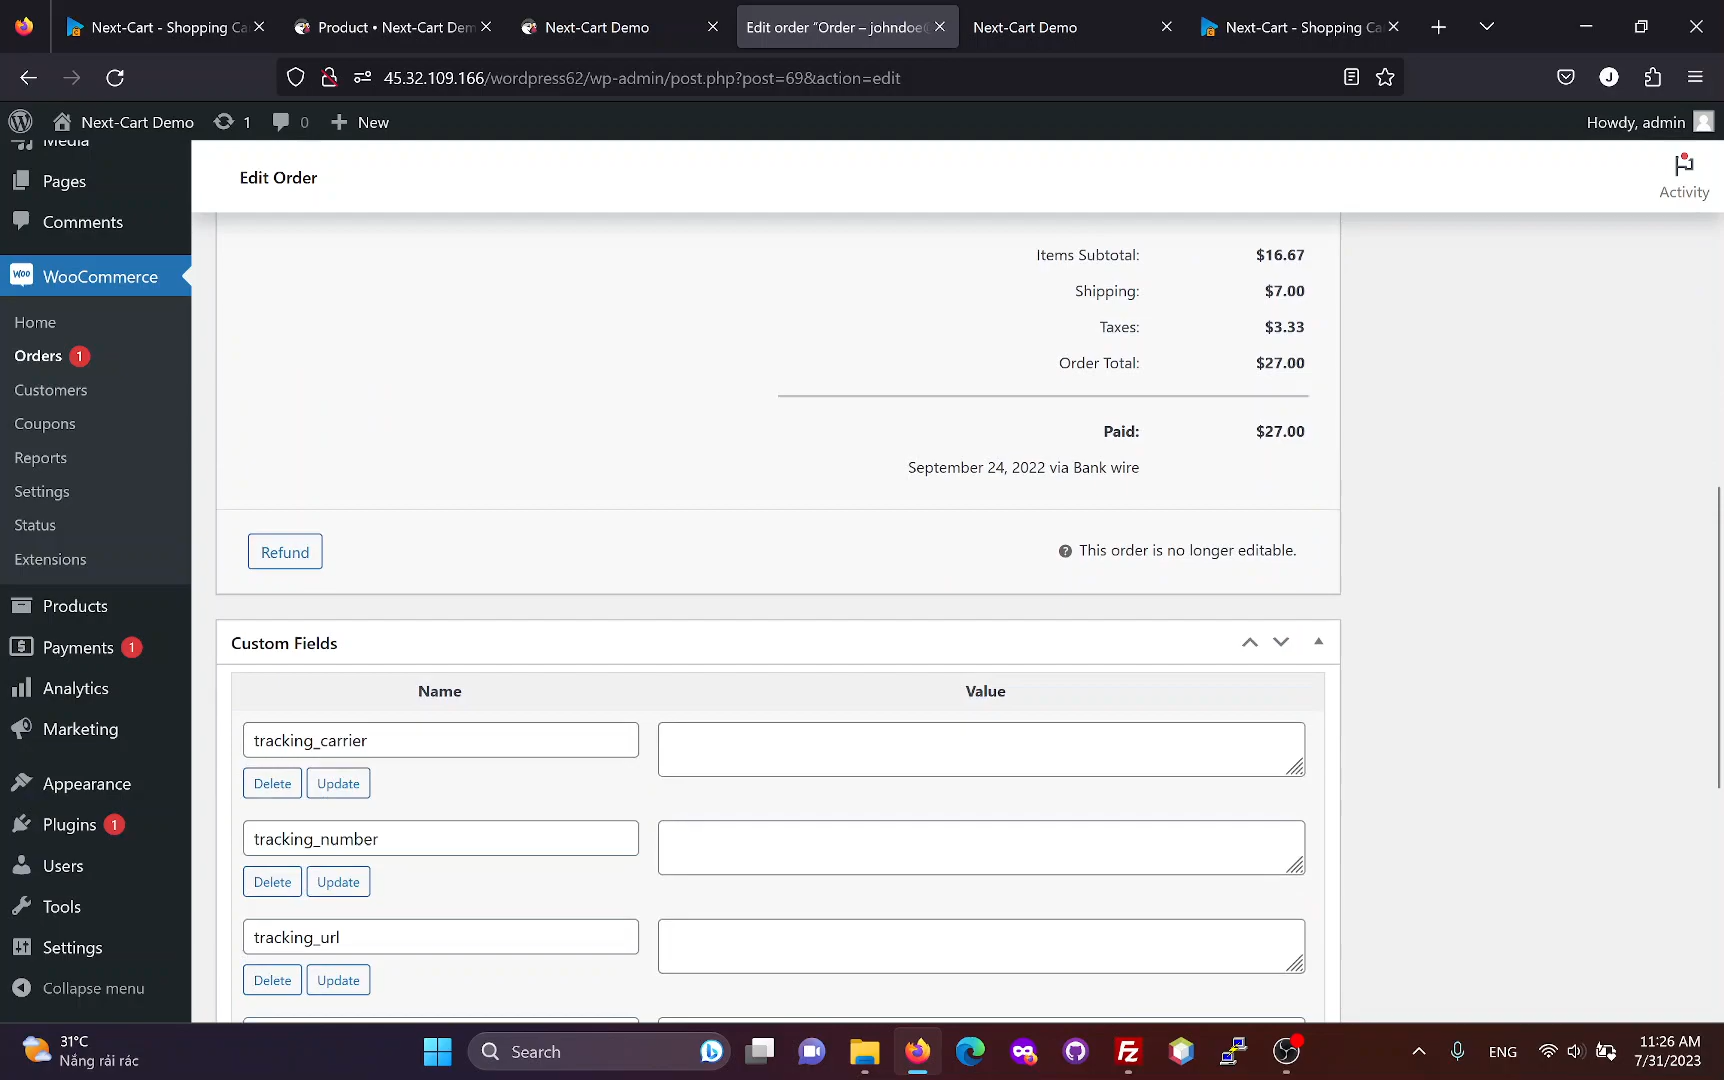 Next-Cart - Shopping Ca
Product • Next-Cart Dem
Next-Cart Demo
Edit order “Order – johndoe@
Next-Cart Demo
Next-Cart - Shopping Ca
45.32.109.166/wordpress62/wp-admin/post.php?post=69&action=edit
J
Next-Cart Demo
1
0
New
Howdy, admin
Media
Pages
Comments
WooCommerce
Home
Orders 1
Customers
Coupons
Reports
Settings
Status
Extensions
Products
Payments 1
Analytics
Marketing
Appearance
Plugins 1
Users
Tools
Settings
Collapse menu
Edit Order
Activity
Items Subtotal: $16.67
Shipping: $7.00
Taxes: $3.33
Order Total: $27.00
Paid: $27.00
September 24, 2022 via Bank wire
Refund
This order is no longer editable.
Custom Fields
Name Value
tracking_carrier
Delete Update
tracking_number
Delete Update
tracking_url
Delete Update
31°C
Nắng rải rác
Search
ENG
11:26 AM
7/31/2023